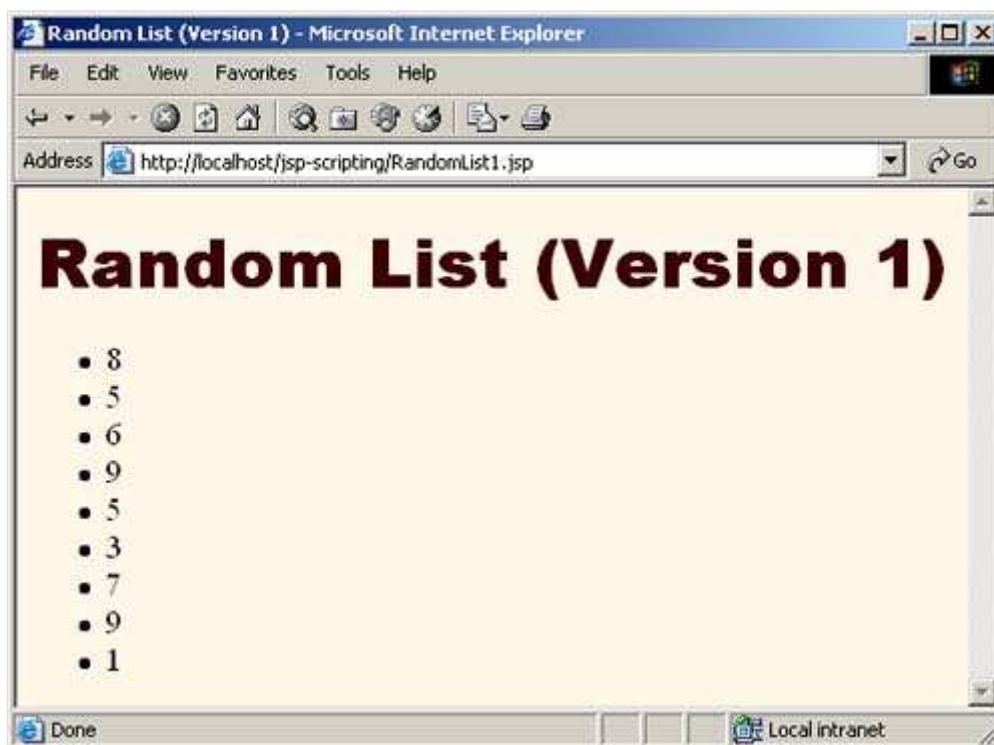 Random List (Version 1) - Microsoft Internet Explorer
File Edit View Favorites Tools Help
Address http://localhost/jsp-scripting/RandomList1.jsp Go
Random List (Version 1)
• 8
• 5
• 6
• 9
• 5
• 3
• 7
• 9
• 1
Done Local intranet